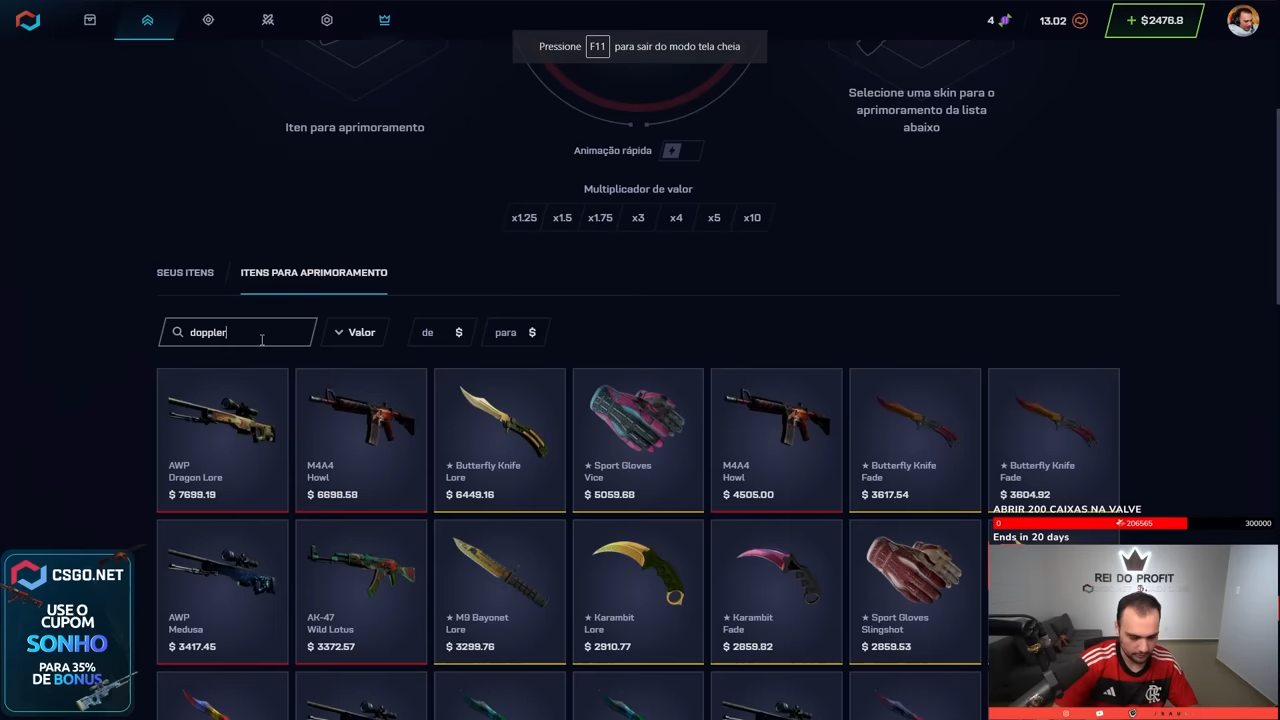 4
13.02
+ $2476.8
Pressione F11 para sair do modo tela cheia
Iten para aprimoramento
Selecione uma skin para o
aprimoramento da lista
abaixo
Animação rápida
Multiplicador de valor
x1.25 x1.5 x1.75 x3 x4 x5 x10
SEUS ITENS / ITENS PARA APRIMORAMENTO
doppler
Valor
de $
para $
AWP
Dragon Lore
$ 7699.19
M4A4
Howl
$ 6698.58
★ Butterfly Knife
Lore
$ 6449.16
★ Sport Gloves
Vice
$ 5059.68
M4A4
Howl
$ 4505.00
★ Butterfly Knife
Fade
$ 3617.54
★ Butterfly Knife
Fade
$ 3604.92
AWP
Medusa
$ 3417.45
AK-47
Wild Lotus
$ 3372.57
★ M9 Bayonet
Lore
$ 3299.76
★ Karambit
Lore
$ 2910.77
★ Karambit
Fade
$ 2859.82
★ Sport Gloves
Slingshot
$ 2859.53
ABRIR 200 CAIXAS NA VALVE
0 206565 300000
Ends in 20 days
REI DO PROFIT
CSGO.NET
USE O
CUPOM
SONHO
PARA 35%
DE BONUS